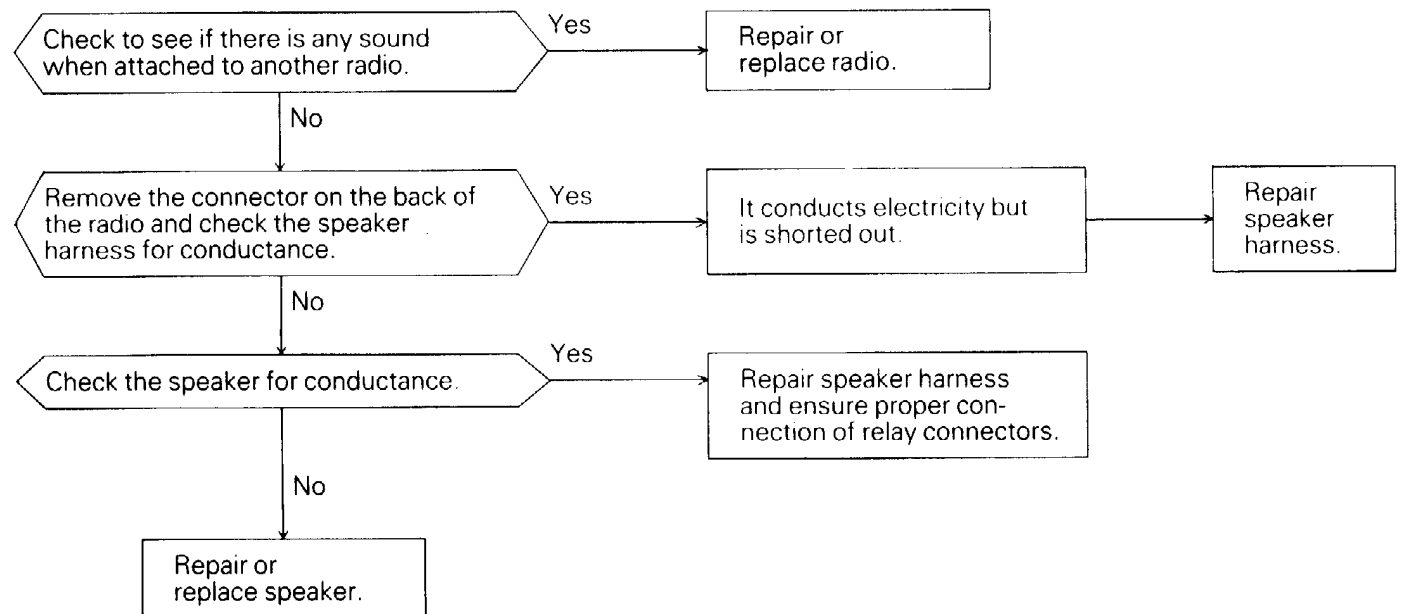 Check to see if there is any sound
when attached to another radio.
Yes
Repair or
replace radio.
No
Remove the connector on the back of
the radio and check the speaker
harness for conductance.
Yes
It conducts electricity but
is shorted out.
Repair
speaker
harness.
No
Check the speaker for conductance.
Yes
Repair speaker harness
and ensure proper con-
nection of relay connectors.
No
Repair or
replace speaker.